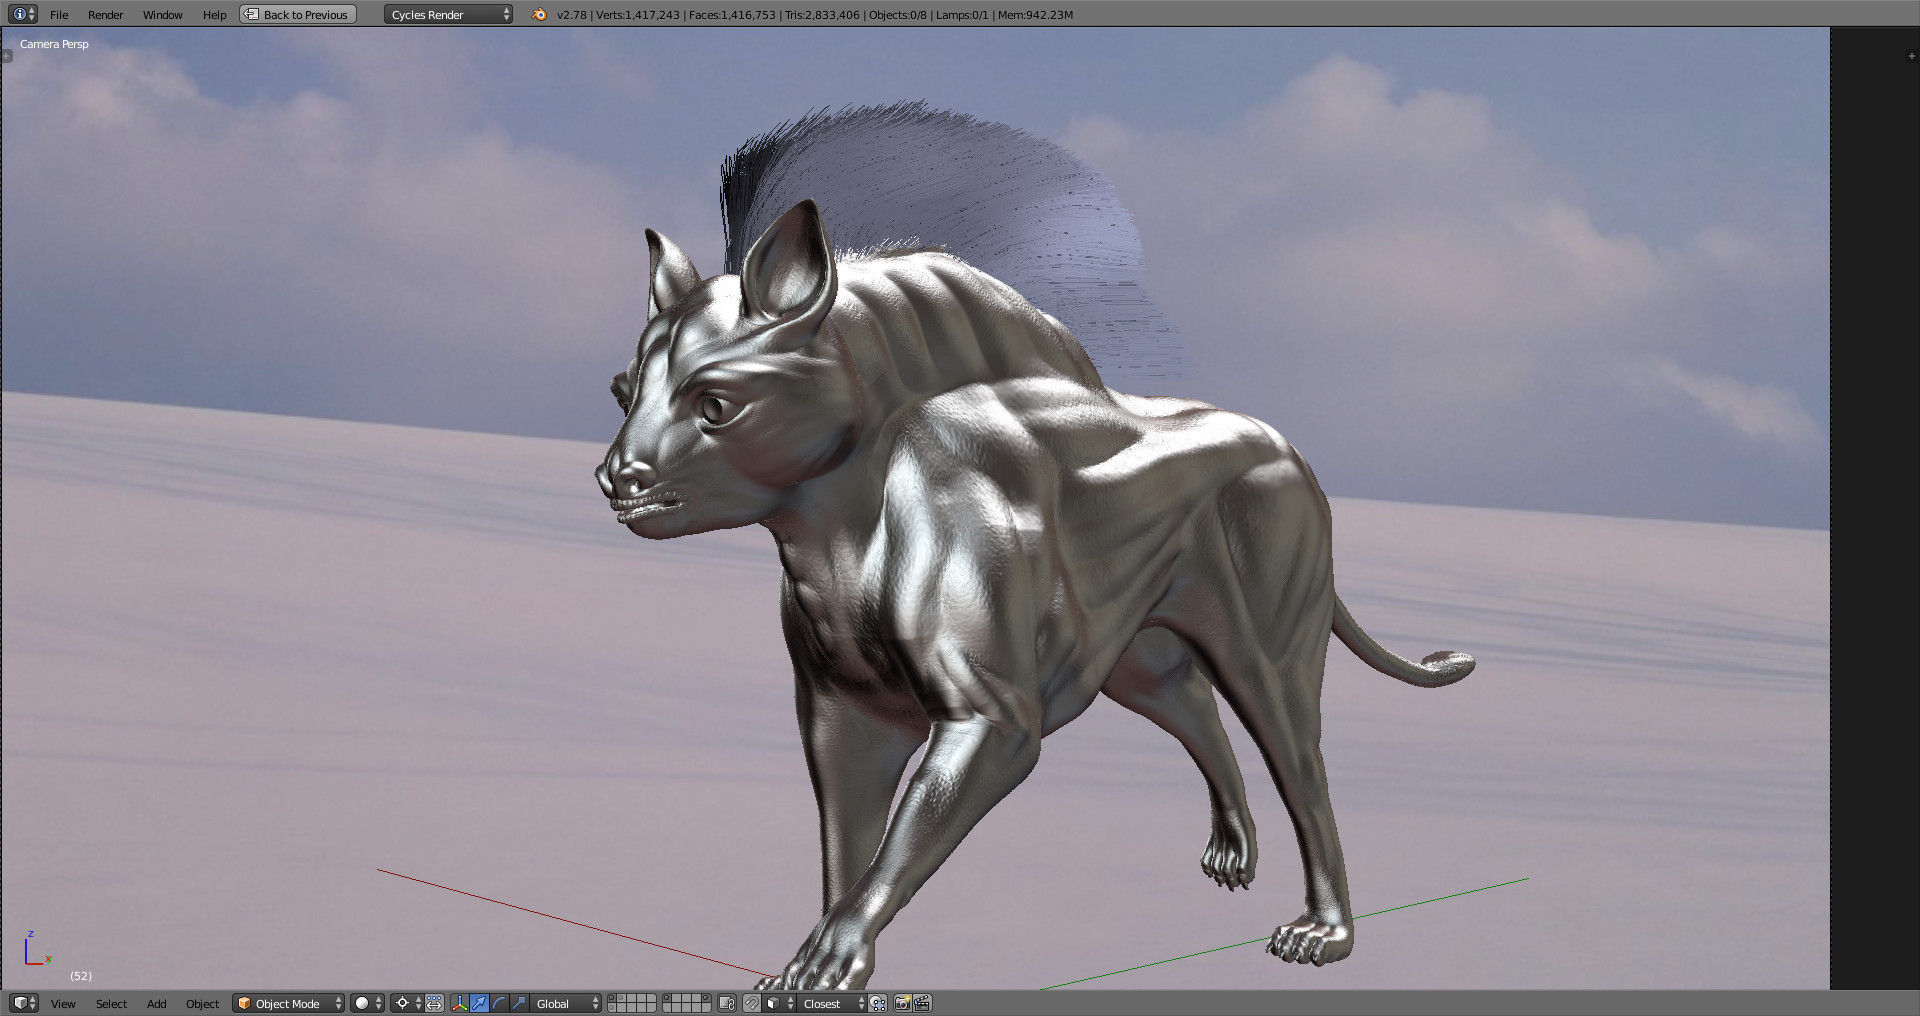 File Render Window Help Back to Previous Cycles Render v2.78 | Verts:1,417,243 | Faces:1,416,753 | Tris:2,833,406 | Objects:0/8 | Lamps:0/1 | Mem:942.23M
Camera Persp
z
x
(52)
View Select Add Object Object Mode Global Closest